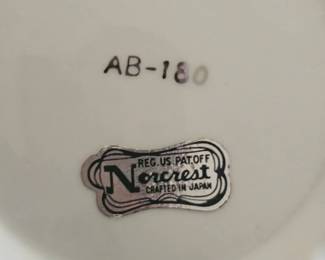 AB-180
REG. US. PAT. OFF
Norcrest
CRAFTED IN JAPAN